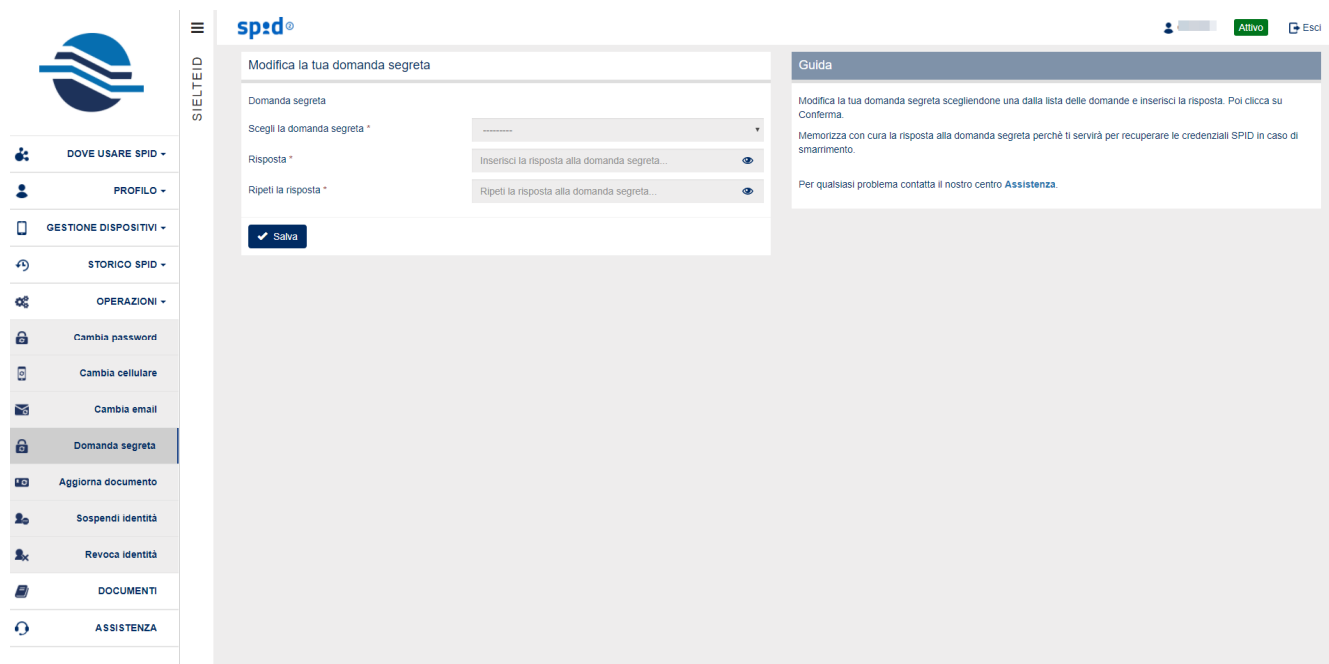 spid
Attivo
Esci
SIELTEID
DOVE USARE SPID
PROFILO
GESTIONE DISPOSITIVI
STORICO SPID
OPERAZIONI
Cambia password
Cambia cellulare
Cambia email
Domanda segreta
Aggiorna documento
Sospendi identità
Revoca identità
DOCUMENTI
ASSISTENZA
Modifica la tua domanda segreta
Domanda segreta
Scegli la domanda segreta * ---------
Risposta * Inserisci la risposta alla domanda segreta...
Ripeti la risposta * Ripeti la risposta alla domanda segreta...
Salva
Guida
Modifica la tua domanda segreta scegliendone una dalla lista delle domande e inserisci la risposta. Poi clicca su
Conferma.
Memorizza con cura la risposta alla domanda segreta perchè ti servirà per recuperare le credenziali SPID in caso di
smarrimento.
Per qualsiasi problema contatta il nostro centro Assistenza.